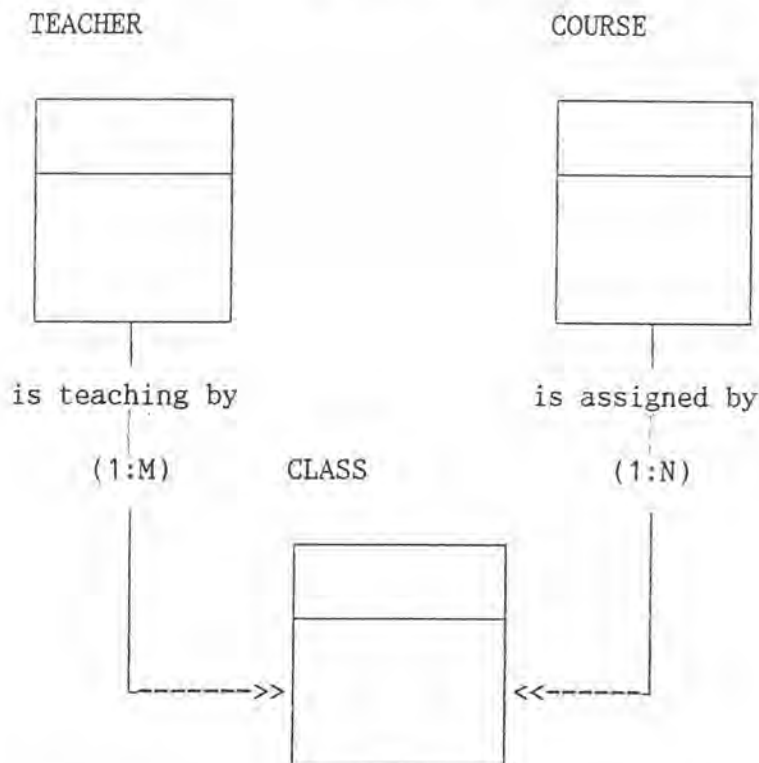 TEACHER COURSE
is teaching by is assigned by
(1:M) CLASS (1:N)